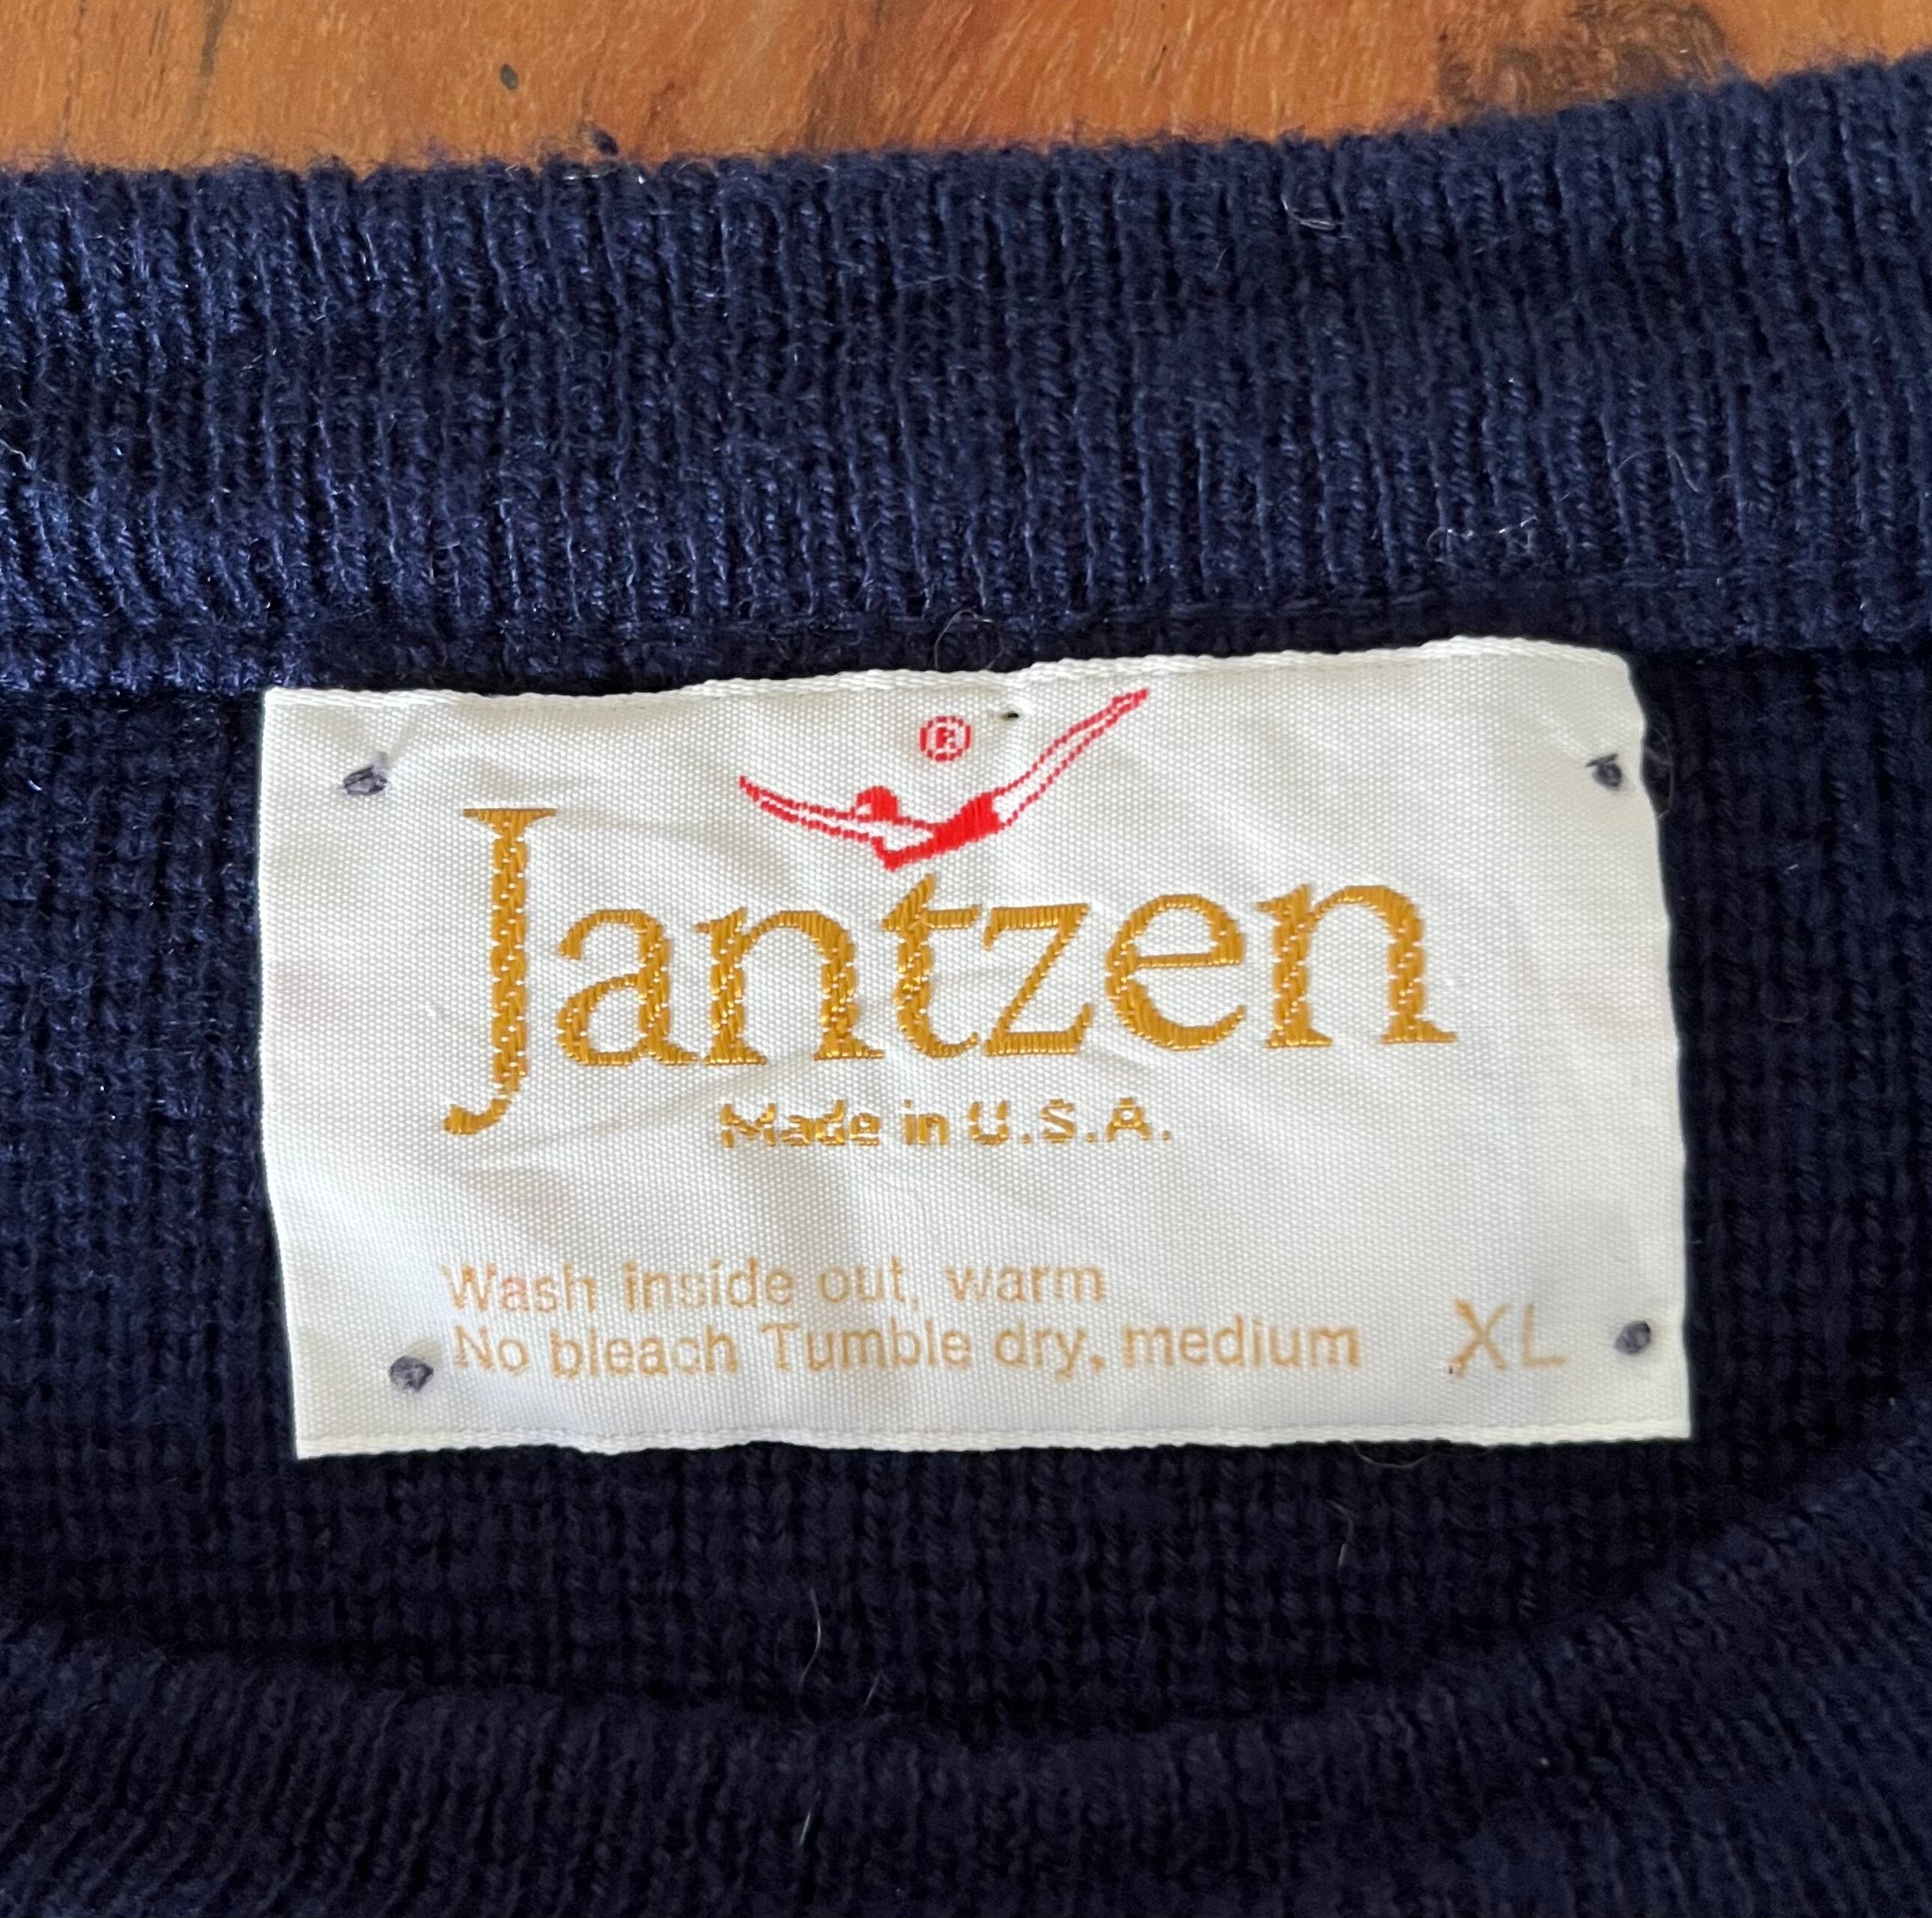 ®
Jantzen
Made in U.S.A.
Wash inside out, warm
No bleach Tumble dry, medium XL